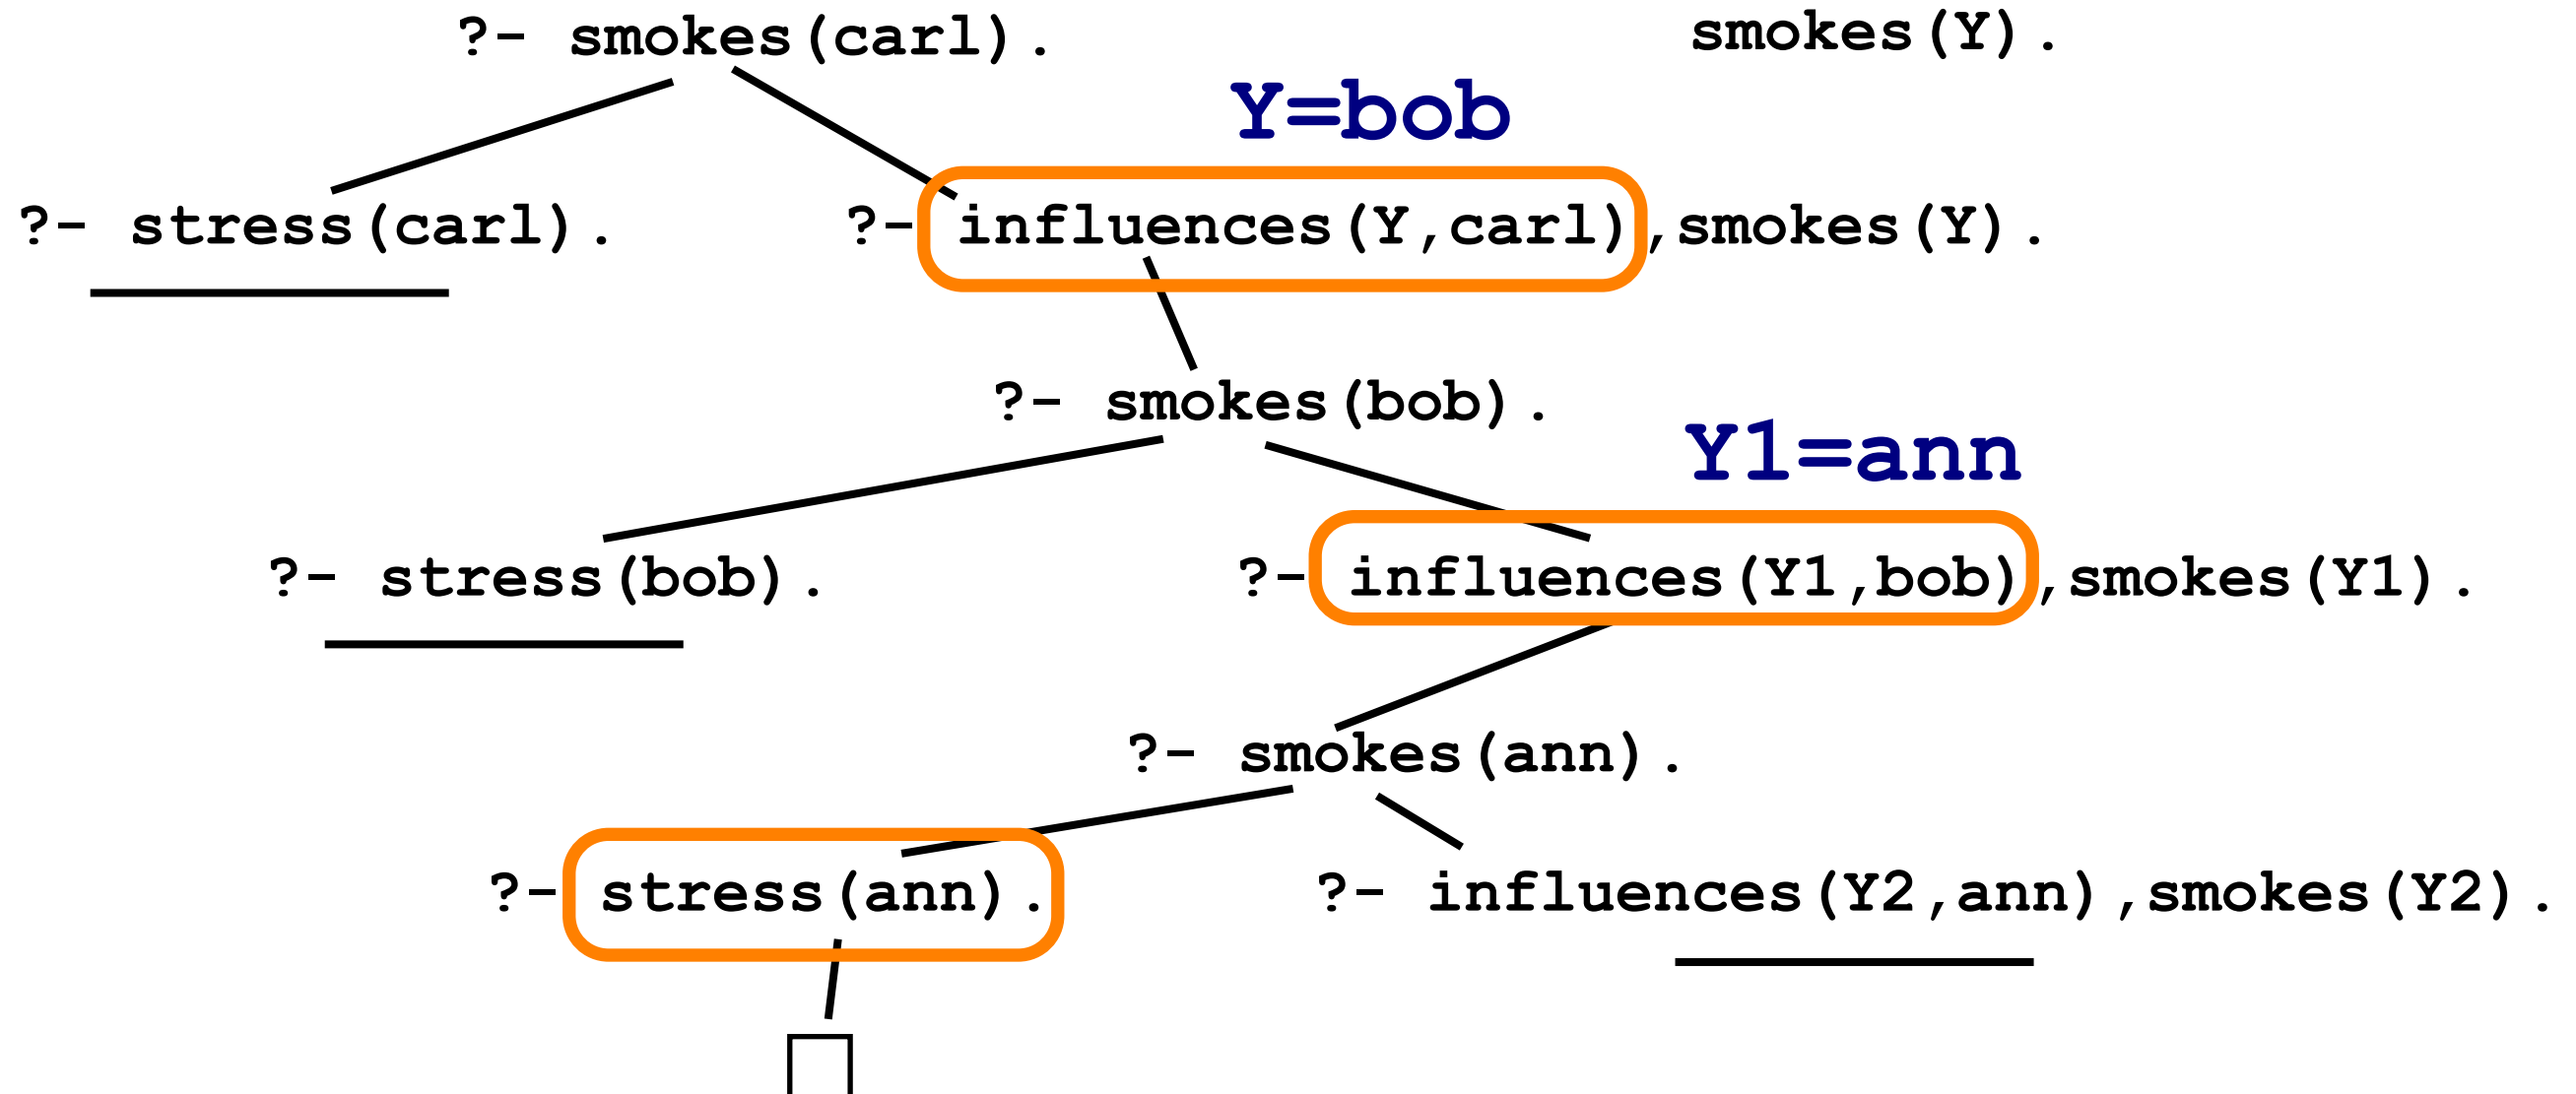 ?- smokes(carl).
smokes(Y).
Y=bob
?- stress(carl).
?- influences(Y,carl),smokes(Y).
?- smokes(bob).
Y1=ann
?- stress(bob).
?- influences(Y1,bob),smokes(Y1).
?- smokes(ann).
?- stress(ann).
?- influences(Y2,ann),smokes(Y2).